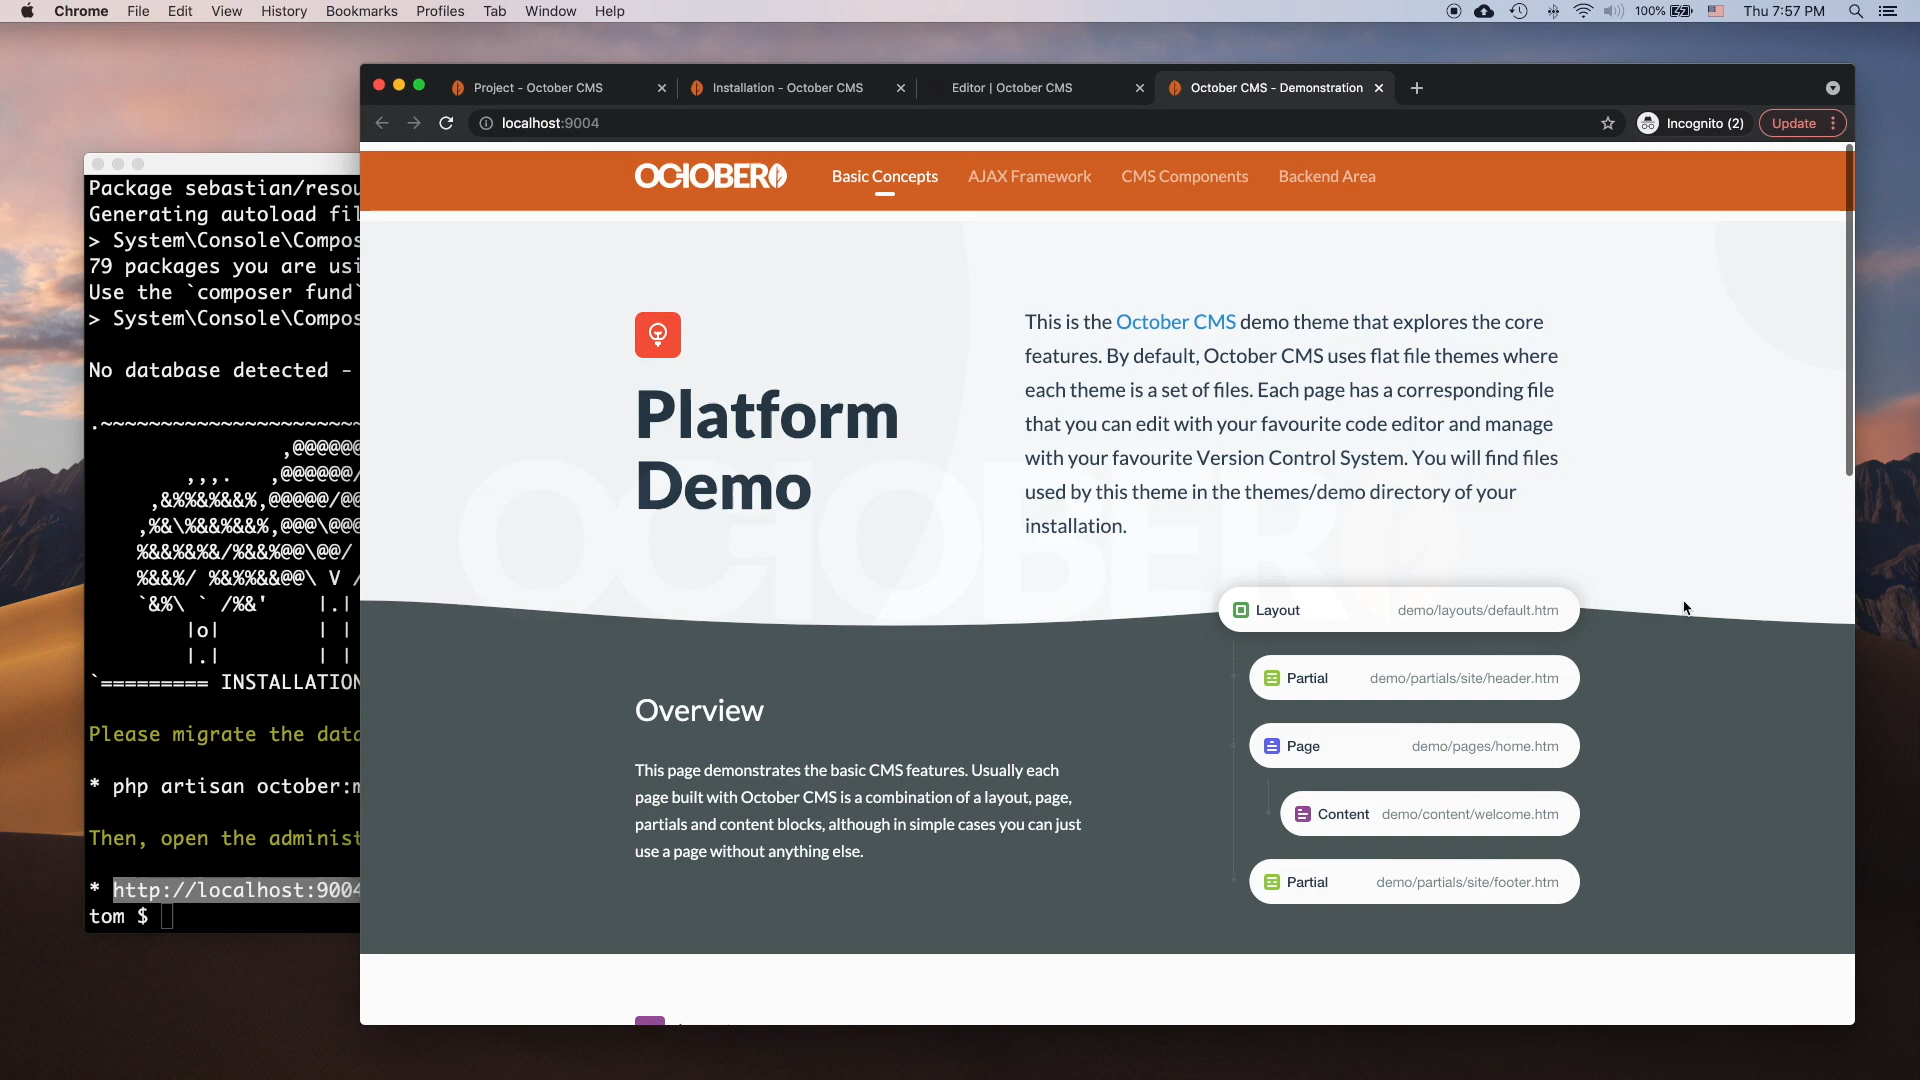 Chrome File Edit View History Bookmarks Profiles Tab Window Help 100% Thu 7:57 PM
Project - October CMS Installation - October CMS Editor | October CMS October CMS - Demonstration
localhost:9004 Incognito (2) Update
OCTOBER Basic Concepts AJAX Framework CMS Components Backend Area
Package sebastian/resou
Generating autoload fil
> System\Console\Compos
79 packages you are usi
Use the `composer fund`
> System\Console\Compos
No database detected -
.~~~~~~~~~~~~~~~~~~~~~~
,@@@@@@
,,,. ,@@@@@@/
,&%%&%&&%,@@@@@/@@
,%&\%&&%&&%,@@@\@@@
%&&%&%&/%&&%@@\@@/
%&&%/ %&%%&&@@\ V /
`&%\ ` /%&' |.|
|o| | |
|.| | |
`========= INSTALLATION
Please migrate the data
* php artisan october:m
Then, open the administ
* http://localhost:9004
tom $
Platform
Demo
This is the October CMS demo theme that explores the core
features. By default, October CMS uses flat file themes where
each theme is a set of files. Each page has a corresponding file
that you can edit with your favourite code editor and manage
with your favourite Version Control System. You will find files
used by this theme in the themes/demo directory of your
installation.
OCTOBER
Overview
This page demonstrates the basic CMS features. Usually each
page built with October CMS is a combination of a layout, page,
partials and content blocks, although in simple cases you can just
use a page without anything else.
Layout demo/layouts/default.htm
Partial demo/partials/site/header.htm
Page demo/pages/home.htm
Content demo/content/welcome.htm
Partial demo/partials/site/footer.htm